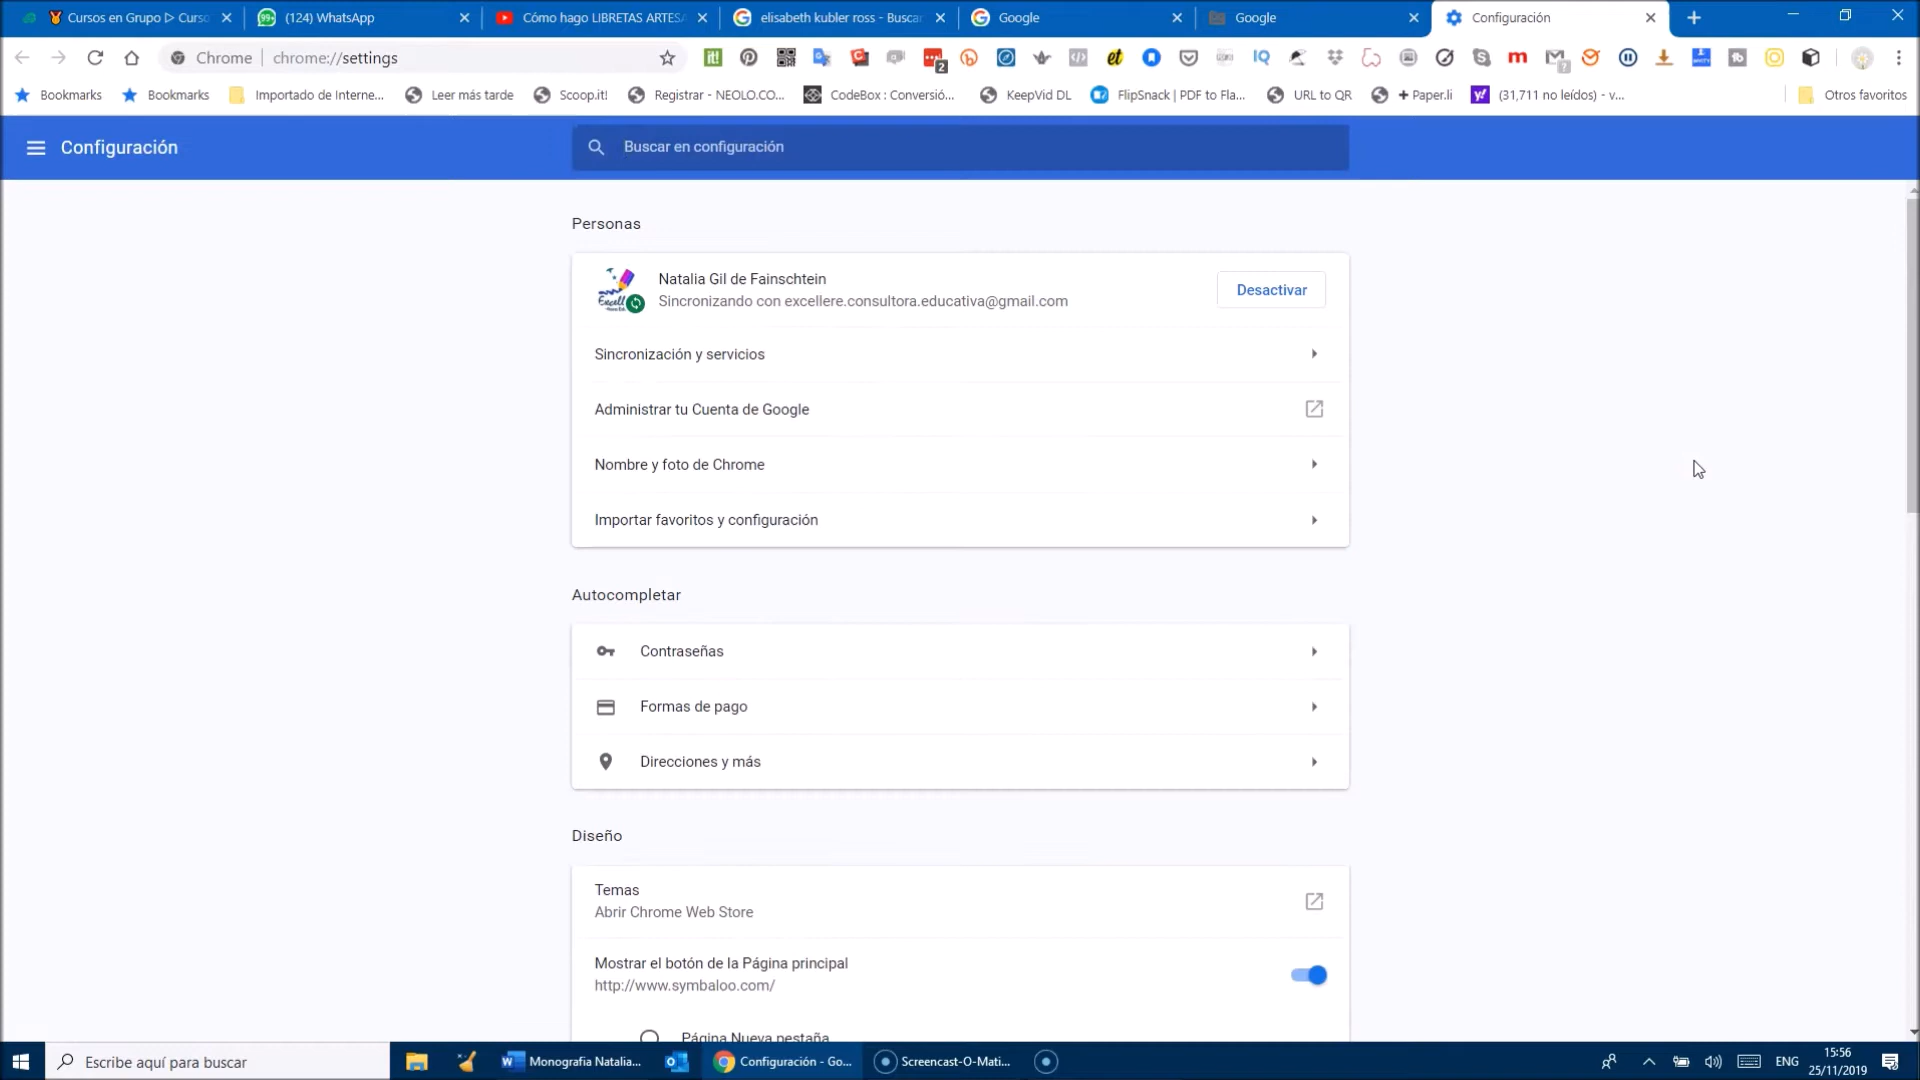 Cursos en Grupo ▷ Curso
99+
(124) WhatsApp
Cómo hago LIBRETAS ARTESA
elisabeth kubler ross - Buscar
Google
Google
Configuración
Chrome
chrome://settings
it!
2
et
IQ
m
?
Bookmarks
Bookmarks
Importado de Interne...
Leer más tarde
Scoop.it!
Registrar - NEOLO.CO...
CodeBox : Conversió...
KeepVid DL
FlipSnack | PDF to Fla...
URL to QR
+ Paper.li
(31,711 no leídos) - v...
Otros favoritos
Configuración
Buscar en configuración
Personas
Natalia Gil de Fainschtein
Sincronizando con excellere.consultora.educativa@gmail.com
Desactivar
Sincronización y servicios
Administrar tu Cuenta de Google
Nombre y foto de Chrome
Importar favoritos y configuración
Autocompletar
Contraseñas
Formas de pago
Direcciones y más
Diseño
Temas
Abrir Chrome Web Store
Mostrar el botón de la Página principal
http://www.symbaloo.com/
Página Nueva pestaña
Escribe aquí para buscar
Monografia Natalia...
Configuración - Go...
Screencast-O-Mati...
ENG
15:56
25/11/2019